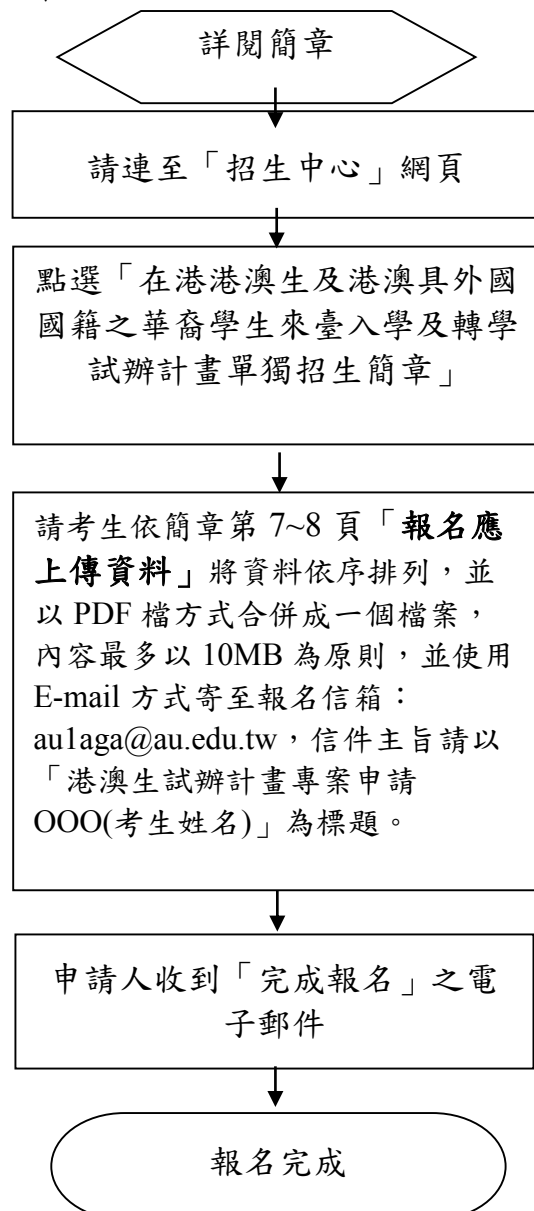 詳閱簡章
請連至「招生中心」網頁
點選「在港港澳生及港澳具外國
國籍之華裔學生來臺入學及轉學
試辦計畫單獨招生簡章」
請考生依簡章第 7~8 頁「報名應
上傳資料」將資料依序排列，並
以 PDF 檔方式合併成一個檔案，
內容最多以 10MB 為原則，並使用
E-mail 方式寄至報名信箱：
au1aga@au.edu.tw，信件主旨請以
「港澳生試辦計畫專案申請
OOO(考生姓名)」為標題。
申請人收到「完成報名」之電
子郵件
報名完成